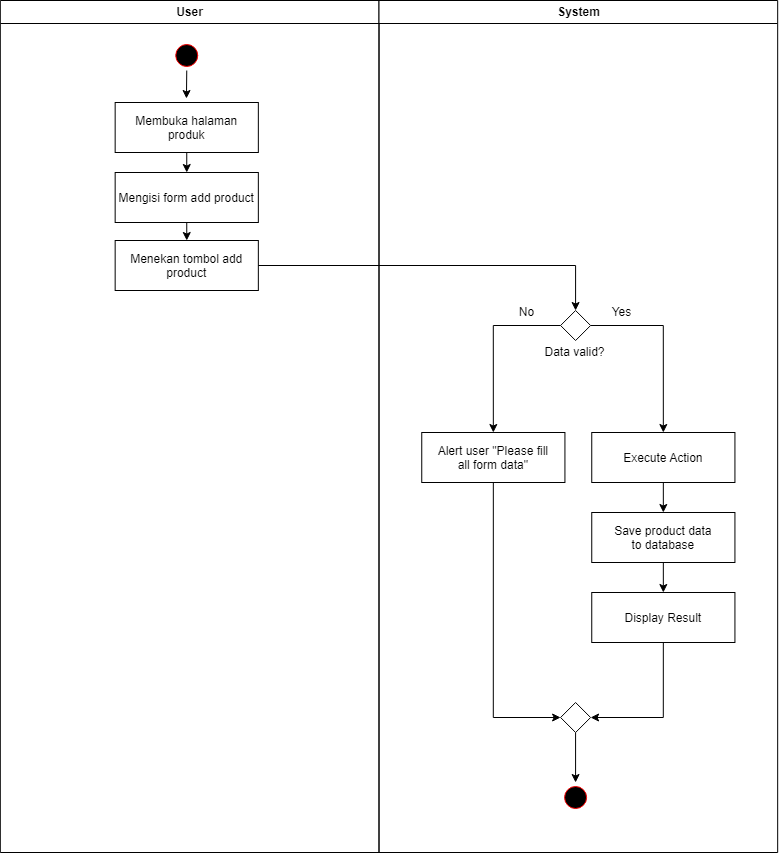 User
System
Membuka halaman
produk
Mengisi form add product
Menekan tombol add
product
No
Yes
Data valid?
Alert user "Please fill
all form data"
Execute Action
Save product data
to database
Display Result